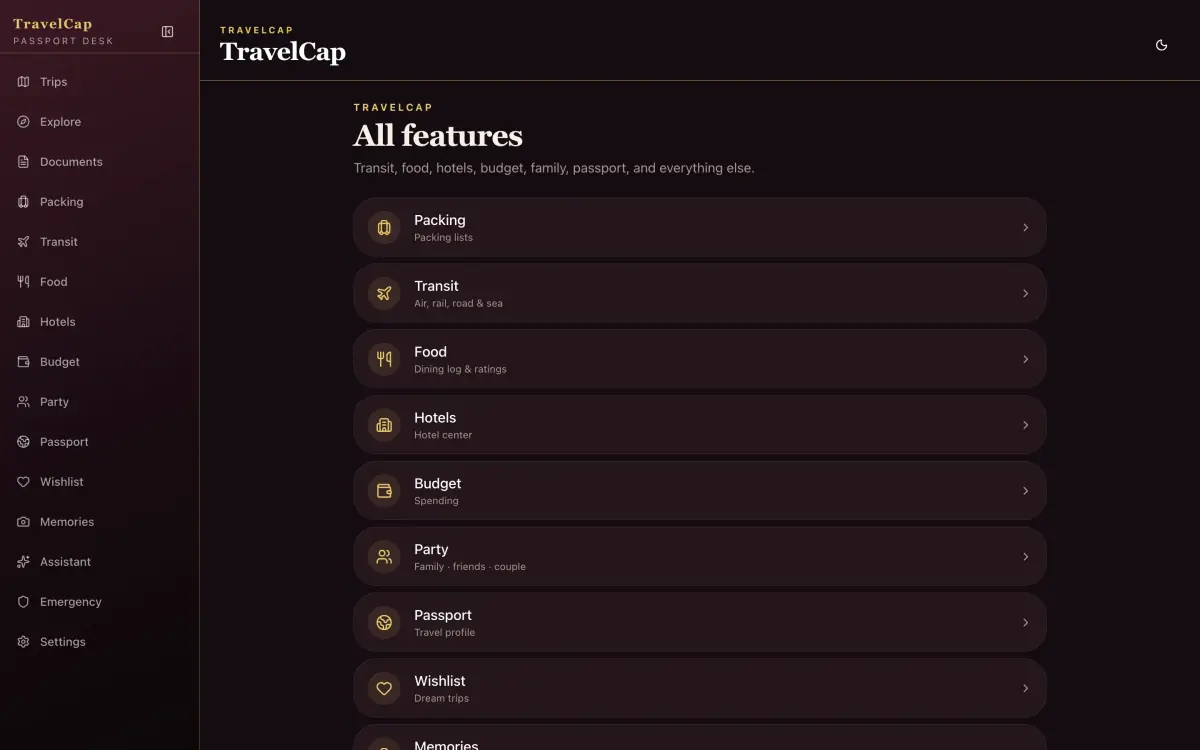 TravelCap
PASSPORT DESK
Trips
Explore
Documents
Packing
Transit
Food
Hotels
Budget
Party
Passport
Wishlist
Memories
Assistant
Emergency
Settings
TRAVELCAP
TravelCap
TRAVELCAP
All features
Transit, food, hotels, budget, family, passport, and everything else.
Packing
Packing lists
Transit
Air, rail, road & sea
Food
Dining log & ratings
Hotels
Hotel center
Budget
Spending
Party
Family · friends · couple
Passport
Travel profile
Wishlist
Dream trips
Memories